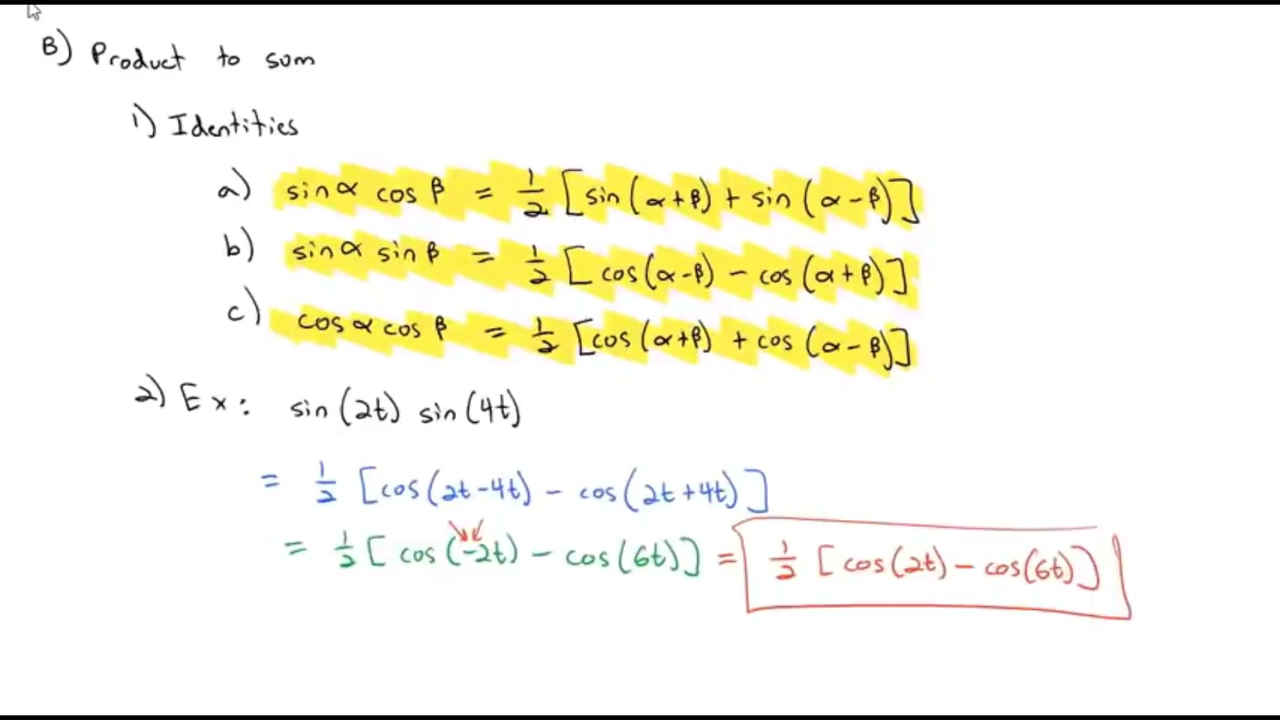 B) Product to sum
1) Identities
a) sin α cos β = 1/2 [sin(α+β) + sin(α-β)]
b) sin α sin β = 1/2 [cos(α-β) - cos(α+β)]
c) cos α cos β = 1/2 [cos(α+β) + cos(α-β)]
2) Ex: sin(2t) sin(4t)
= 1/2 [cos(2t-4t) - cos(2t+4t)]
= 1/2 [cos(-2t) - cos(6t)] = 1/2 [cos(2t) - cos(6t)]